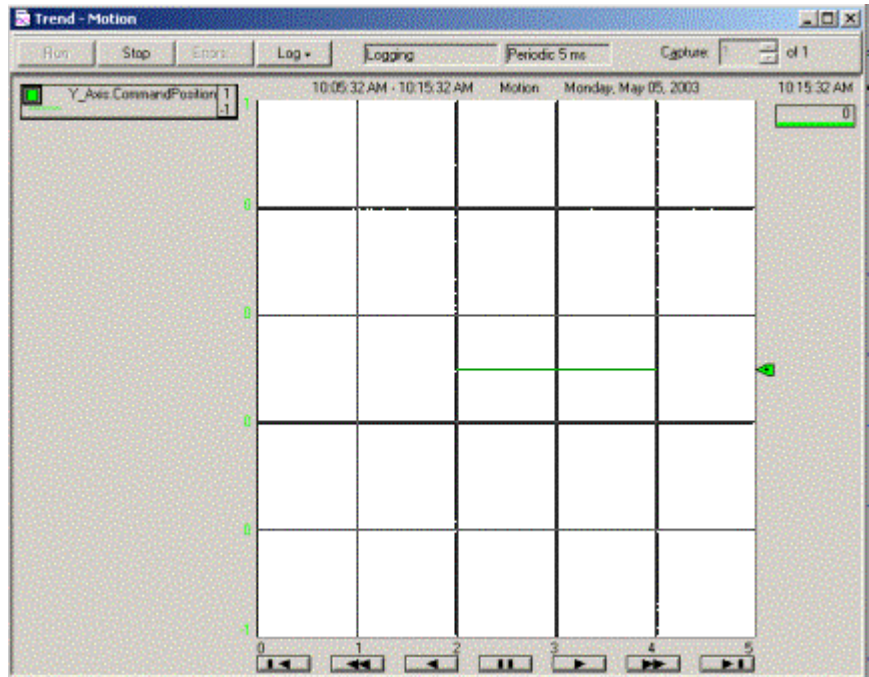 Trend - Motion
Run Stop Errors Log Logging Periodic 5 ms Capture: 1 of 1
Y_Axis.CommandPosition 1
-1
10:05:32 AM - 10:15:32 AM Motion Monday, May 05, 2003 10:15:32 AM
0
1
0
0
0
0
-1
0 1 2 3 4 5